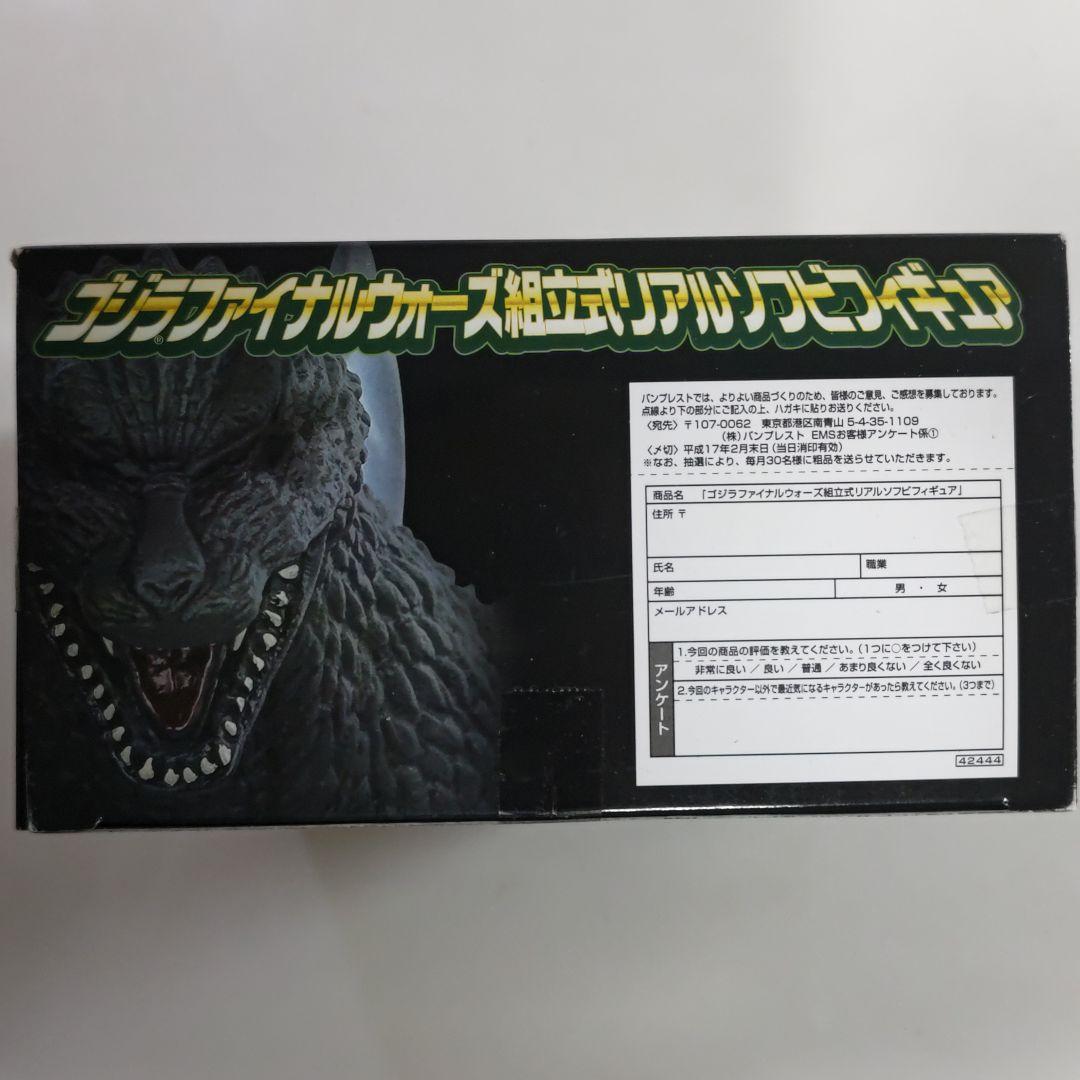 ゴジラ®ファイナルウォーズ組立式リアルソフビフィギュア
バンプレストでは、よりよい商品づくりのため、皆様のご意見、ご感想を募集しております。
点線より下の部分にご記入の上、ハガキに貼りお送りください。
〈宛先〉〒107-0062 東京都港区南青山 5-4-35-1109
(株)バンプレスト EMSお客様アンケート係①
〈〆切〉平成17年2月末日(当日消印有効)
※なお、抽選により、毎月30名様に粗品を送らせていただきます。
商品名 「ゴジラファイナルウォーズ組立式リアルソフビフィギュア」
住所 〒
氏名 職業
年齢 男 ・ 女
メールアドレス
アンケート
1.今回の商品の評価を教えてください。(1つに○をつけて下さい)
非常に良い / 良い / 普通 / あまり良くない / 全く良くない
2.今回のキャラクター以外で最近気になるキャラクターがあったら教えてください。(3つまで)
42444